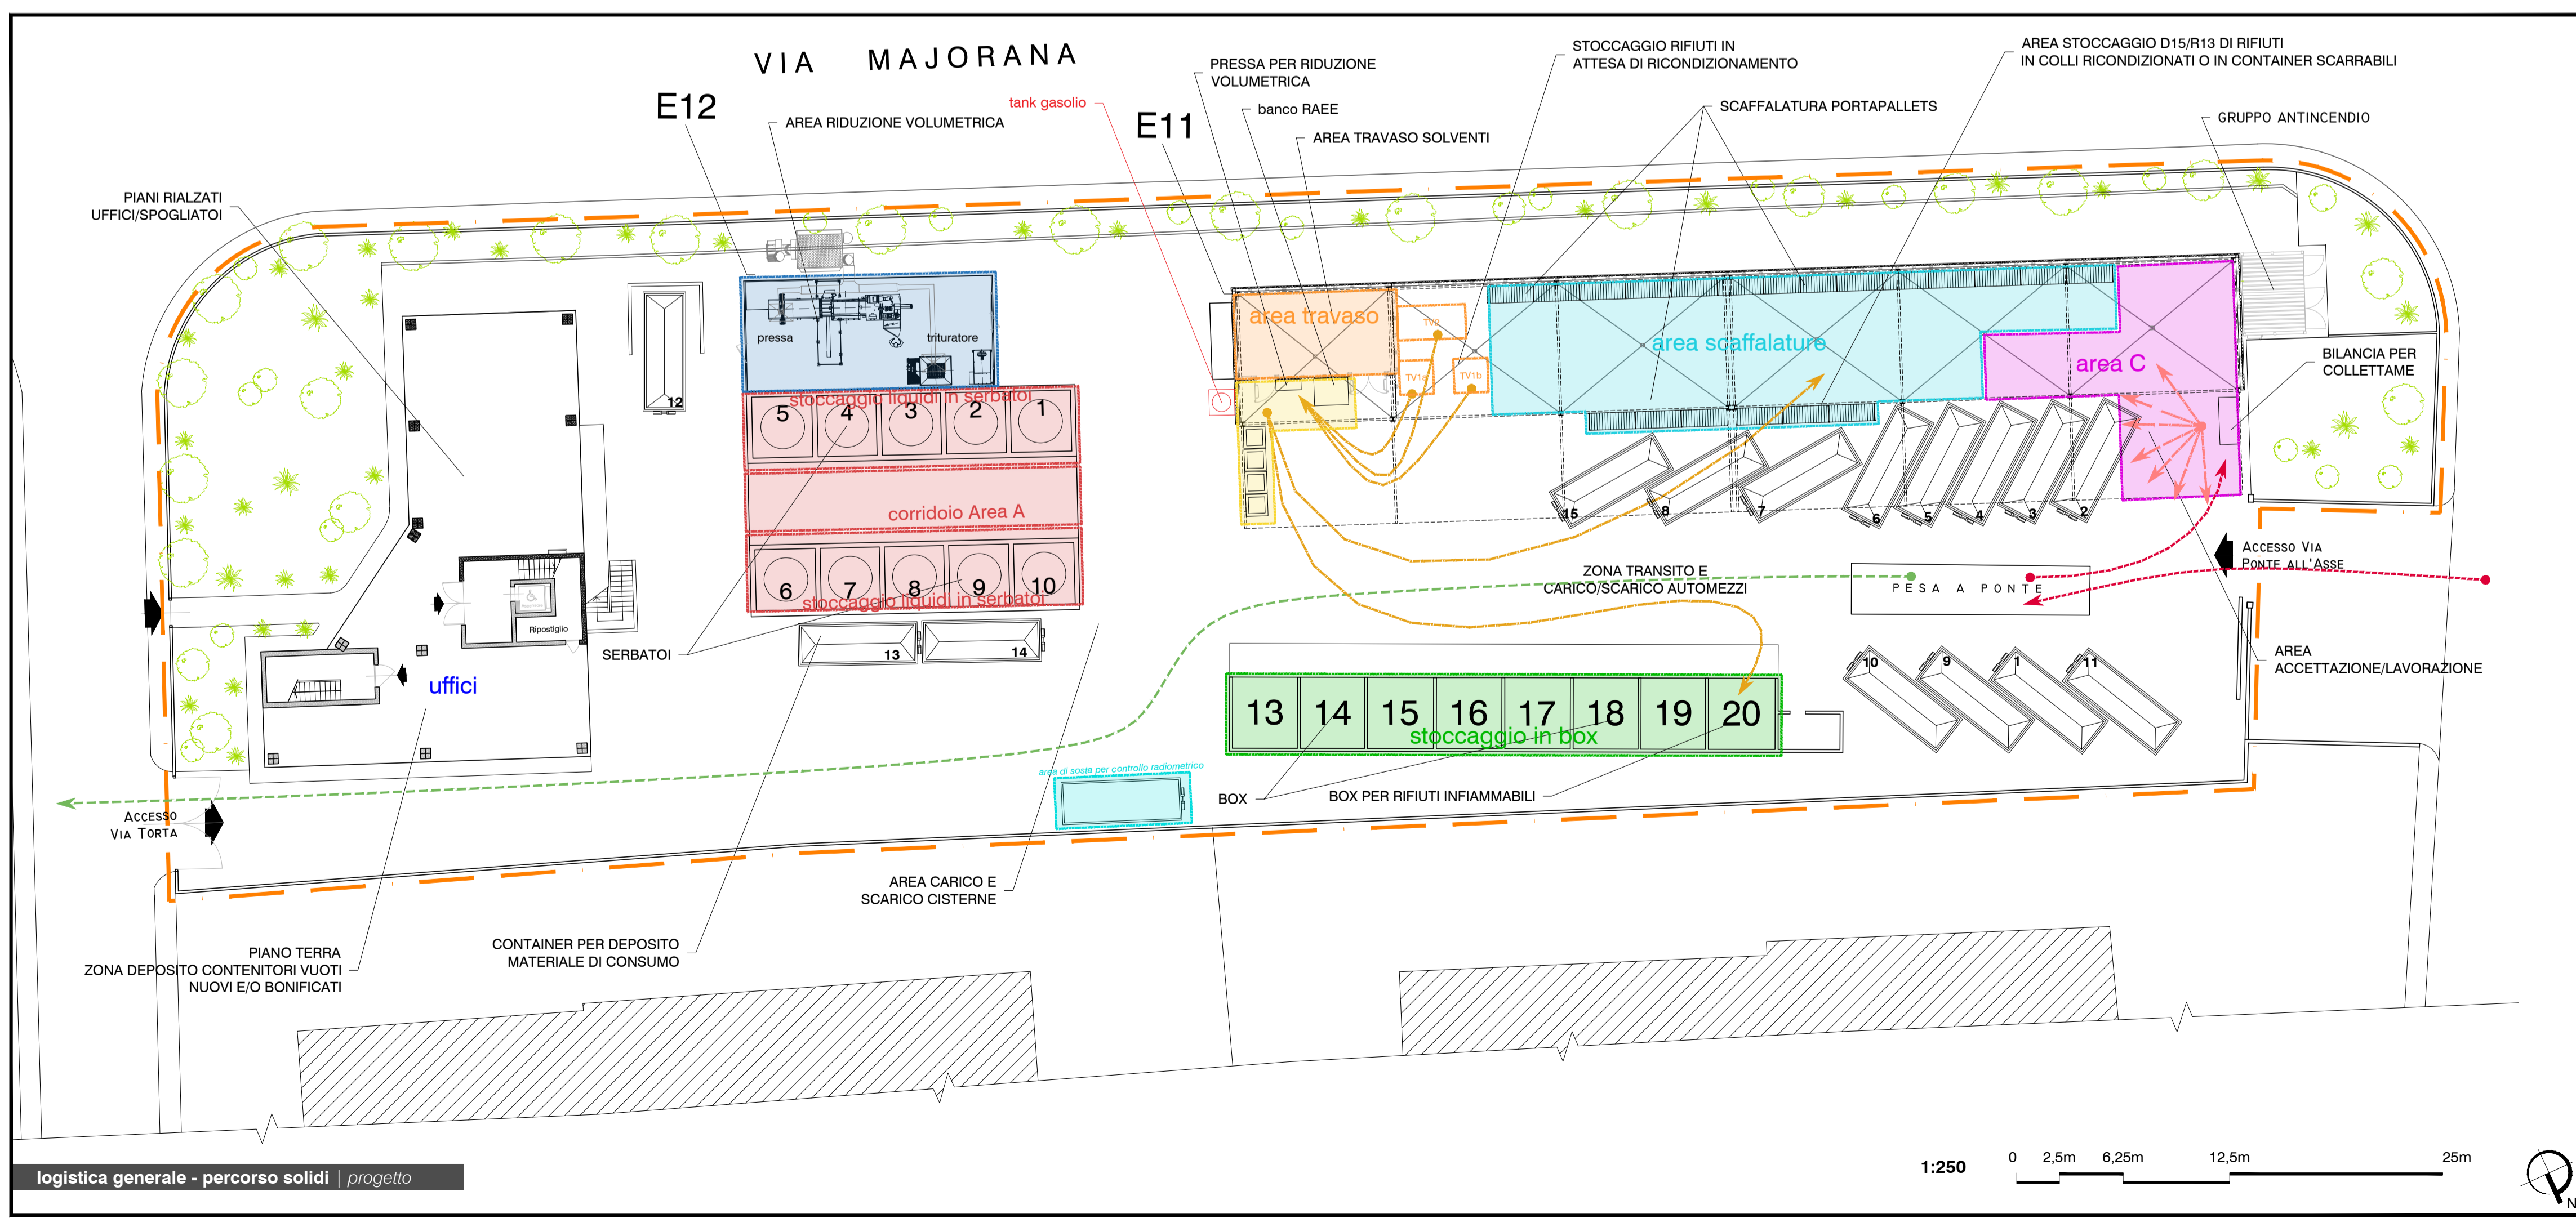 VIA MAJORANA
E12
AREA RIDUZIONE VOLUMETRICA
tank gasolio
E11
PRESSA PER RIDUZIONE
VOLUMETRICA
banco RAEE
AREA TRAVASO SOLVENTI
STOCCAGGIO RIFIUTI IN
ATTESA DI RICONDIZIONAMENTO
SCAFFALATURA PORTAPALLETS
AREA STOCCAGGIO D15/R13 DI RIFIUTI
IN COLLI RICONDIZIONATI O IN CONTAINER SCARRABILI
GRUPPO ANTINCENDIO
PIANI RIALZATI
UFFICI/SPOGLIATOI
12
pressa
trituratore
stoccaggio liquidi in serbatoi
5
4
3
2
1
corridoio Area A
6
7
8
9
10
stoccaggio liquidi in serbatoi
SERBATOI
13
14
Ripostiglio
uffici
area travaso
TV2
TV1a
TV1b
area scaffalature
area C
BILANCIA PER
COLLETTAME
15
8
7
6
5
4
3
2
ACCESSO VIA
PONTE ALL'ASSE
ZONA TRANSITO E
CARICO/SCARICO AUTOMEZZI
PESA A PONTE
10
9
1
11
AREA
ACCETTAZIONE/LAVORAZIONE
13
14
15
16
17
18
19
20
stoccaggio in box
area di sosta per controllo radiometrico
BOX
BOX PER RIFIUTI INFIAMMABILI
ACCESSO
VIA TORTA
AREA CARICO E
SCARICO CISTERNE
CONTAINER PER DEPOSITO
MATERIALE DI CONSUMO
PIANO TERRA
ZONA DEPOSITO CONTENITORI VUOTI
NUOVI E/O BONIFICATI
logistica generale - percorso solidi | progetto
1:250
0 2,5m 6,25m 12,5m 25m
N